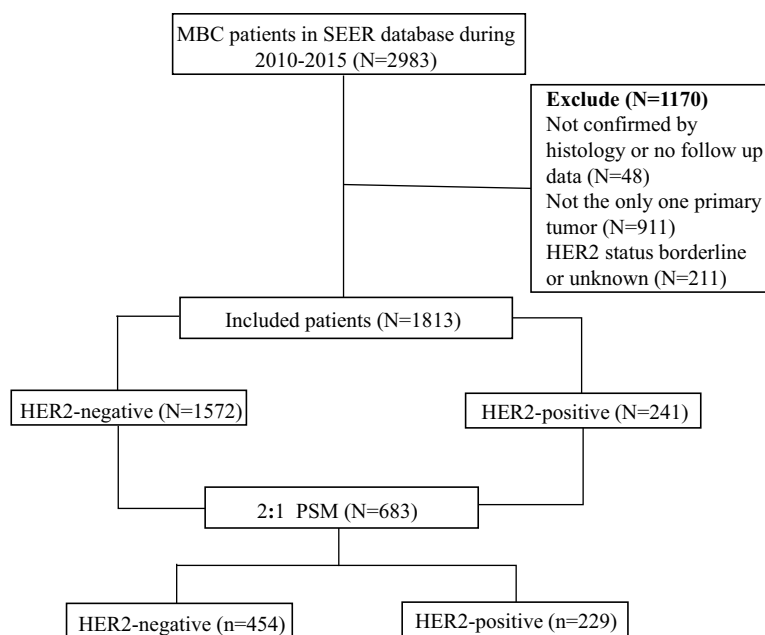 MBC patients in SEER database during
2010-2015 (N=2983)
Exclude (N=1170)
Not confirmed by
histology or no follow up
data (N=48)
Not the only one primary
tumor (N=911)
HER2 status borderline
or unknown (N=211)
Included patients (N=1813)
HER2-negative (N=1572)
HER2-positive (N=241)
2:1 PSM (N=683)
HER2-negative (n=454)
HER2-positive (n=229)